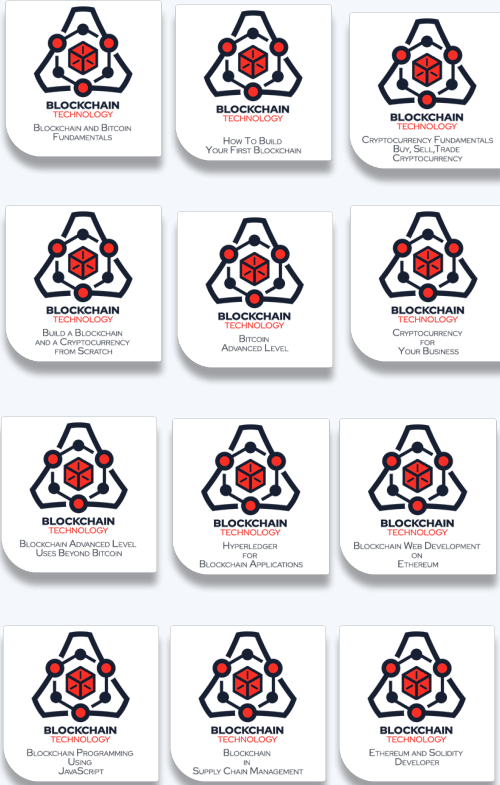 BLOCKCHAIN
TECHNOLOGY
Blockchain and Bitcoin
Fundamentals
BLOCKCHAIN
TECHNOLOGY
How To Build
Your First Blockchain
BLOCKCHAIN
TECHNOLOGY
Cryptocurrency Fundamentals
Buy, Sell,Trade
Cryptocurrency
BLOCKCHAIN
TECHNOLOGY
Build a Blockchain
and a Cryptocurrency
from Scratch
BLOCKCHAIN
TECHNOLOGY
Bitcoin
Advanced Level
BLOCKCHAIN
TECHNOLOGY
Cryptocurrency
for
Your Business
BLOCKCHAIN
TECHNOLOGY
Blockchain Advanced Level
Uses Beyond Bitcoin
BLOCKCHAIN
TECHNOLOGY
Hyperledger
for
Blockchain Applications
BLOCKCHAIN
TECHNOLOGY
Blockchain Web Development
on
Ethereum
BLOCKCHAIN
TECHNOLOGY
Blockchain Programming
Using
JavaScript
BLOCKCHAIN
TECHNOLOGY
Blockchain
in
Supply Chain Management
BLOCKCHAIN
TECHNOLOGY
Ethereum and Solidity
Developer